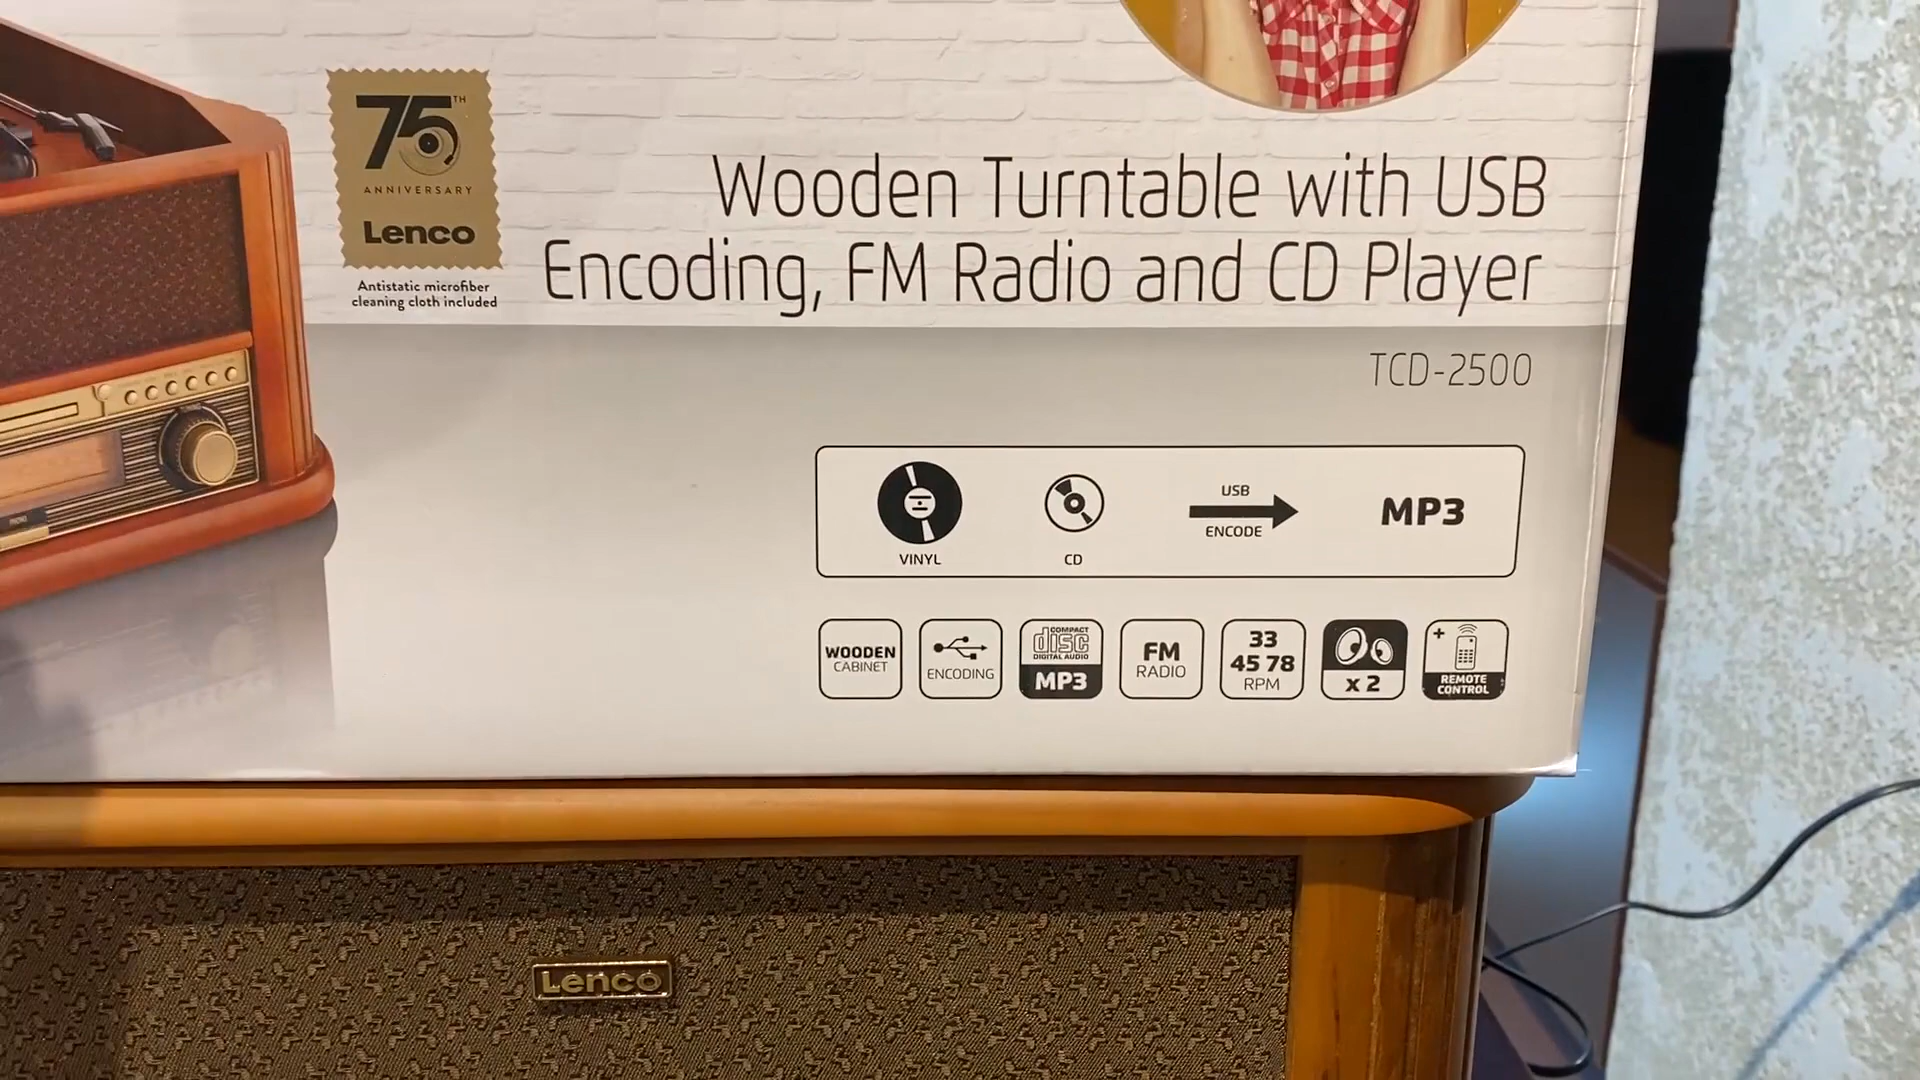 75TH
ANNIVERSARY
Lenco
Antistatic microfiber
cleaning cloth included
Wooden Turntable with USB
Encoding, FM Radio and CD Player
TCD-2500
VINYL
CD
USB
ENCODE
MP3
WOODEN
CABINET
ENCODING
COMPACT
disc
DIGITAL AUDIO
MP3
FM
RADIO
33
45 78
RPM
x 2
+
REMOTE
CONTROL
Lenco